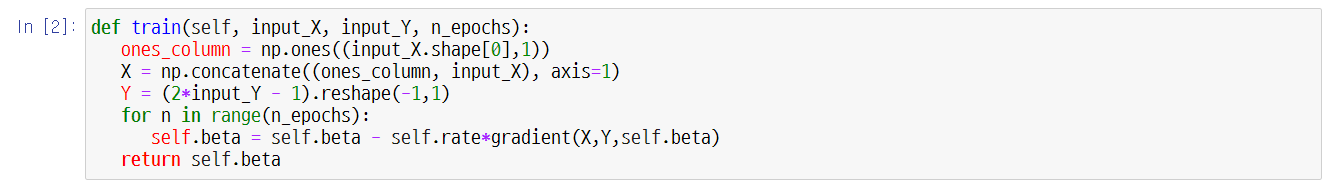 In [2]: def train(self, input_X, input_Y, n_epochs):
ones_column = np.ones((input_X.shape[0],1))
X = np.concatenate((ones_column, input_X), axis=1)
Y = (2*input_Y - 1).reshape(-1,1)
for n in range(n_epochs):
self.beta = self.beta - self.rate*gradient(X,Y,self.beta)
return self.beta